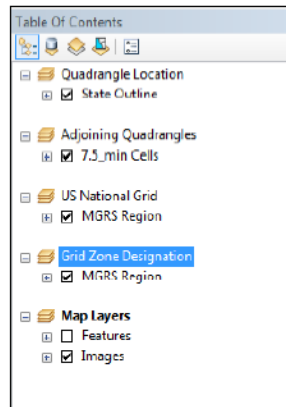 Table Of Contents
Quadrangle Location
State Outline
Adjoining Quadrangles
7.5_min Cells
US National Grid
MGRS Region
Grid Zone Designation
MGRS Region
Map Layers
Features
Images